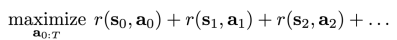 maximize r(s₀, a₀) + r(s₁, a₁) + r(s₂, a₂) + …
a₀:T